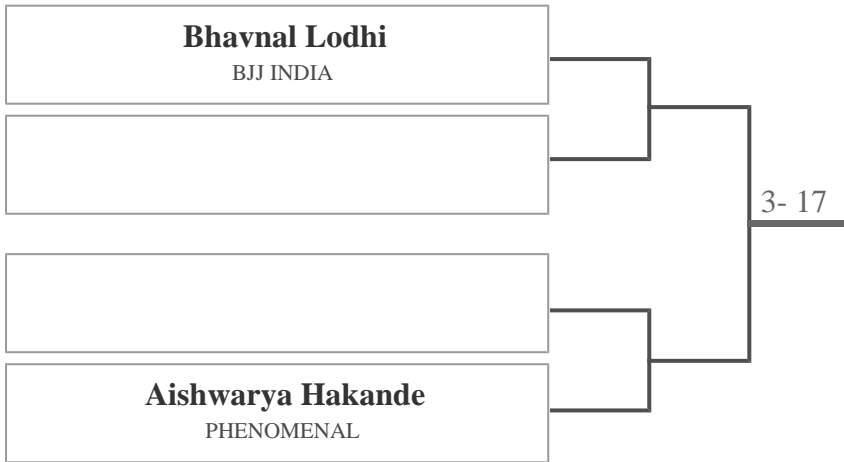 Bhavnal Lodhi
BJJ INDIA
3- 17
Aishwarya Hakande
PHENOMENAL